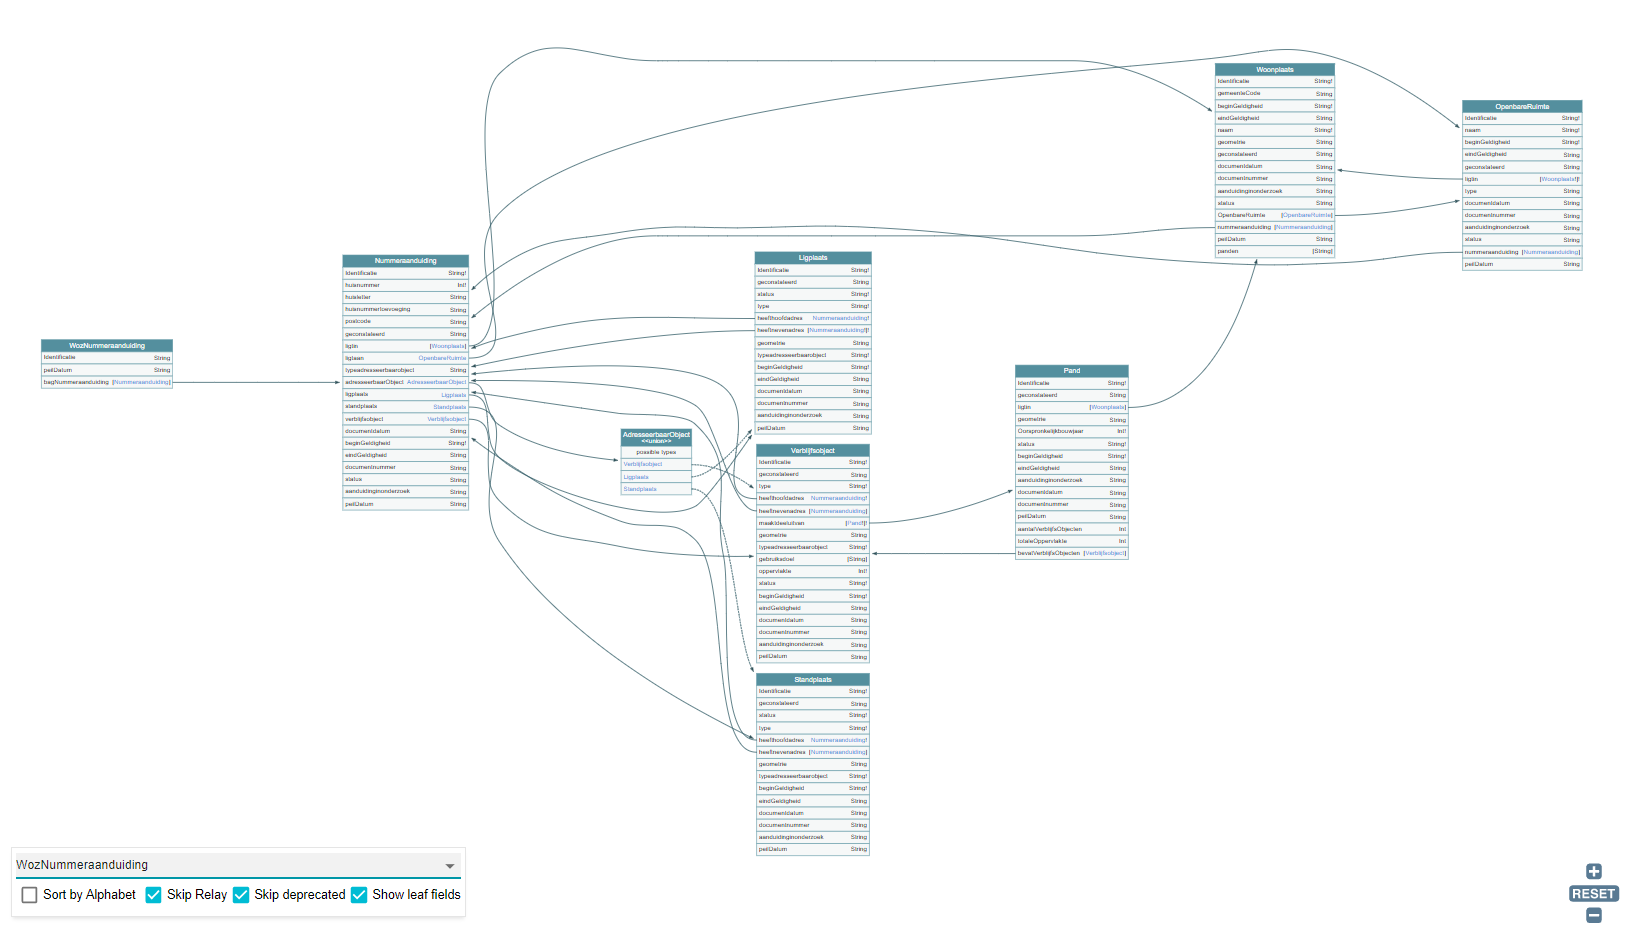 WozNummeraanduiding
Identificatie String
peilDatum String
bagNummeraanduiding [Nummeraanduiding]
Nummeraanduiding
Identificatie String!
huisnummer Int!
huisletter String
huisnummertoevoeging String
postcode String
geconstateerd String
ligtin [Woonplaats]
ligtaan OpenbareRuimte
typeadresseerbaarobject String
adresseerbaarObject AdresseerbaarObject
ligplaats Ligplaats
standplaats Standplaats
verblijfsobject Verblijfsobject
documentdatum String
beginGeldigheid String!
eindGeldigheid String
documentnummer String
status String
aanduidinginonderzoek String
peilDatum String
AdresseerbaarObject
<<union>>
possible types
Verblijfsobject
Ligplaats
Standplaats
Ligplaats
Identificatie String!
geconstateerd String
status String!
type String!
heefthoofdadres Nummeraanduiding!
heeftnevenadres [Nummeraanduiding!]!
geometrie String
typeadresseerbaarobject String!
beginGeldigheid String!
eindGeldigheid String
documentdatum String
documentnummer String
aanduidinginonderzoek String
peilDatum String
Verblijfsobject
Identificatie String!
geconstateerd String
type String!
heefthoofdadres Nummeraanduiding!
heeftnevenadres [Nummeraanduiding]
maaktdeeluitvan [Pand!]!
geometrie String
typeadresseerbaarobject String!
gebruiksdoel [String]
oppervlakte Int!
status String!
beginGeldigheid String!
eindGeldigheid String
documentdatum String
documentnummer String
aanduidinginonderzoek String
peilDatum String
Standplaats
Identificatie String!
geconstateerd String
status String!
type String!
heefthoofdadres Nummeraanduiding!
heeftnevenadres [Nummeraanduiding]
geometrie String
typeadresseerbaarobject String!
beginGeldigheid String!
eindGeldigheid String
documentdatum String
documentnummer String
aanduidinginonderzoek String
peilDatum String
Pand
Identificatie String!
geconstateerd String
ligtin [Woonplaats]
geometrie String
Oorspronkelijkbouwjaar Int!
status String!
beginGeldigheid String!
eindGeldigheid String
aanduidinginonderzoek String
documentdatum String
documentnummer String
peilDatum String
aantalVerblijfsObjecten Int
totaleOppervlakte Int
bevatVerblijfsObjecten [Verblijfsobject]
Woonplaats
Identificatie String!
gemeenteCode String
beginGeldigheid String!
eindGeldigheid String
naam String!
geometrie String
geconstateerd String
documentdatum String
documentnummer String
aanduidinginonderzoek String
status String
OpenbareRuimte [OpenbareRuimte]
nummeraanduiding [Nummeraanduiding]
peilDatum String
panden [String]
OpenbareRuimte
Identificatie String!
naam String!
beginGeldigheid String!
eindGeldigheid String
geconstateerd String
ligtin [Woonplaats!]!
type String
documentdatum String
documentnummer String
aanduidinginonderzoek String
status String
nummeraanduiding [Nummeraanduiding]
peilDatum String
WozNummeraanduiding
Sort by Alphabet Skip Relay Skip deprecated Show leaf fields
RESET